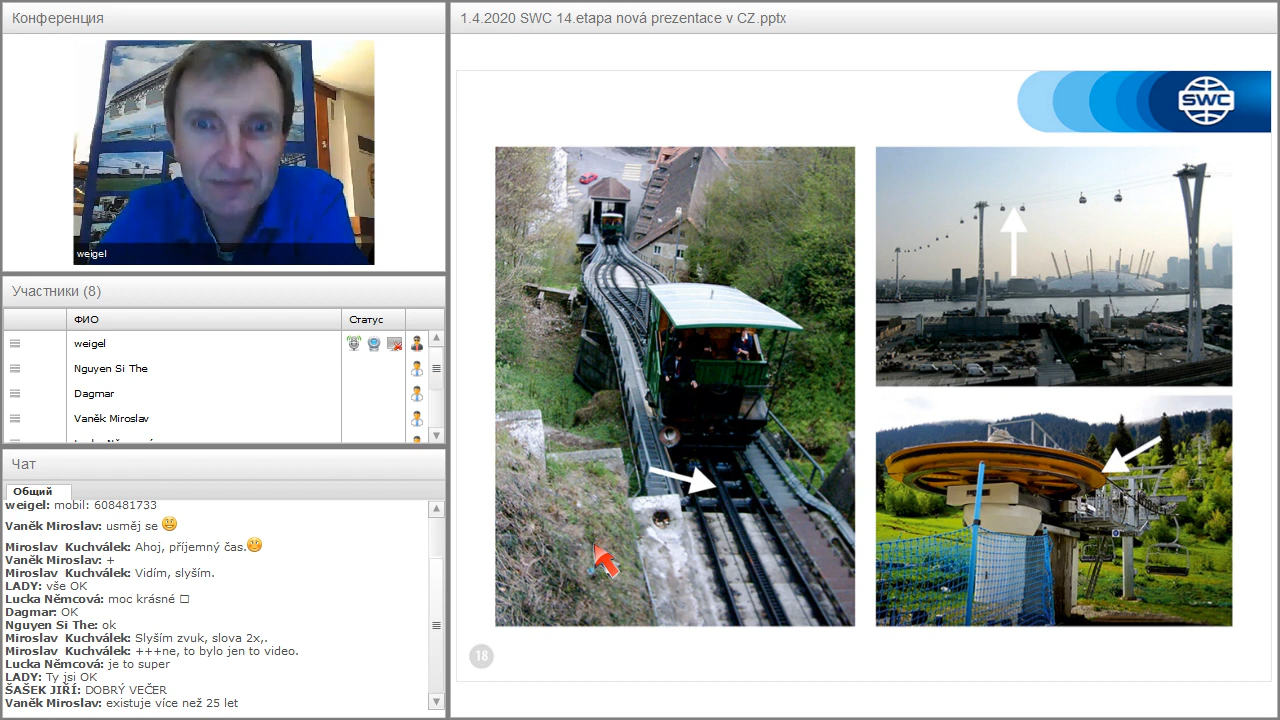 Конференция
weigel
Участники (8)
ФИО
Статус
weigel
Nguyen Si The
Dagmar
Vaněk Miroslav
Чат
Общий
weigel: mobil: 608481733
Vaněk Miroslav: usměj se
Miroslav Kuchválek: Ahoj, příjemný čas.
Vaněk Miroslav: +
Miroslav Kuchválek: Vidím, slyším.
LADY: vše OK
Lucka Němcová: moc krásné □
Dagmar: OK
Nguyen Si The: ok
Miroslav Kuchválek: Slyším zvuk, slova 2x,.
Miroslav Kuchválek: +++ne, to bylo jen to video.
Lucka Němcová: je to super
LADY: Ty jsi OK
ŠAŠEK JIŘÍ: DOBRÝ VEČER
Vaněk Miroslav: existuje více než 25 let
1.4.2020 SWC 14.etapa nová prezentace v CZ.pptx
SWC
18